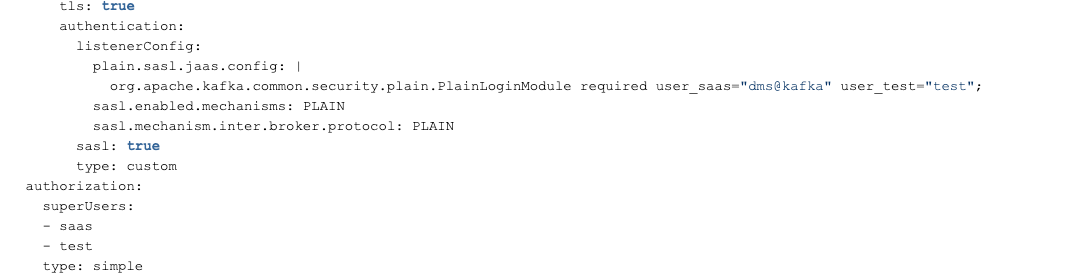 tls: true
authentication:
listenerConfig:
plain.sasl.jaas.config: |
org.apache.kafka.common.security.plain.PlainLoginModule required user_saas="dms@kafka" user_test="test";
sasl.enabled.mechanisms: PLAIN
sasl.mechanism.inter.broker.protocol: PLAIN
sasl: true
type: custom
authorization:
superUsers:
- saas
- test
type: simple